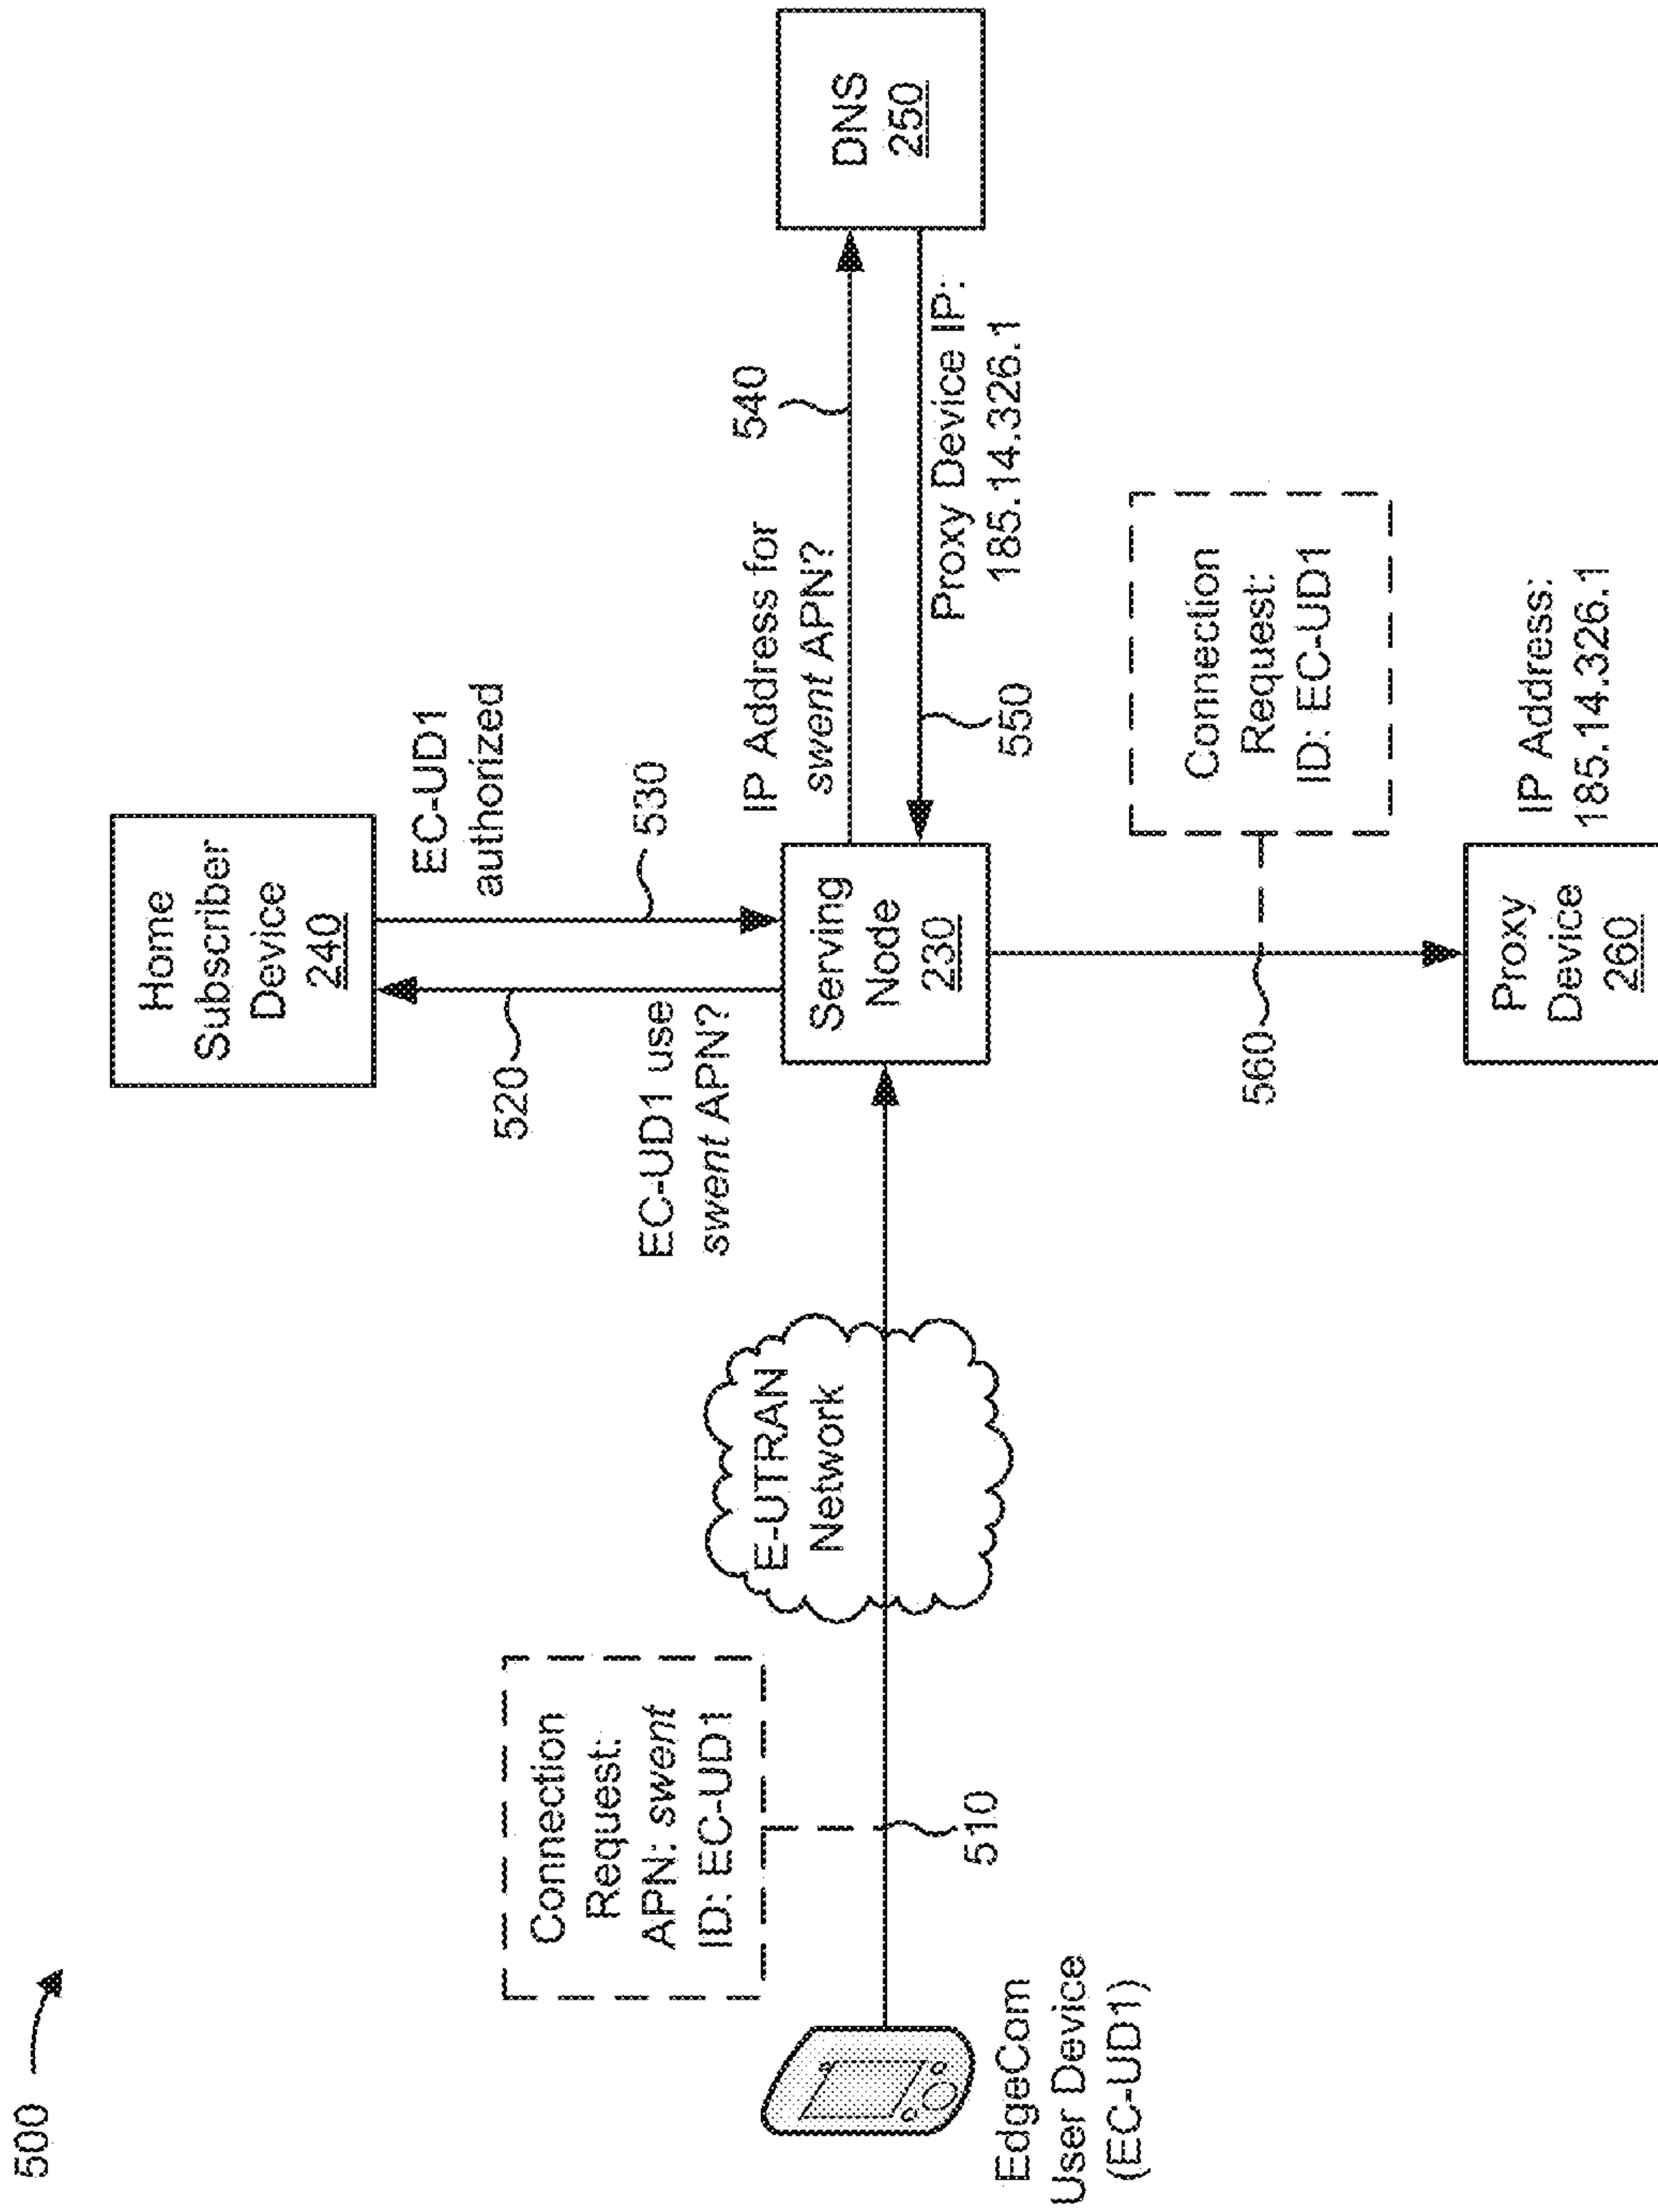 500
Home
Subscriber
Device
240
EC-UD1
authorized
520
530
EC-UD1 use
swent APN?
Connection
Request:
APN: swent
ID: EC-UD1
510
EdgeCom
User Device
(EC-UD1)
E-UTRAN
Network
Serving
Node
230
IP Address for
swent APN?
540
DNS
250
550
Proxy Device IP:
185.14.326.1
Connection
Request:
ID: EC-UD1
560
Proxy
Device
260
IP Address:
185.14.326.1